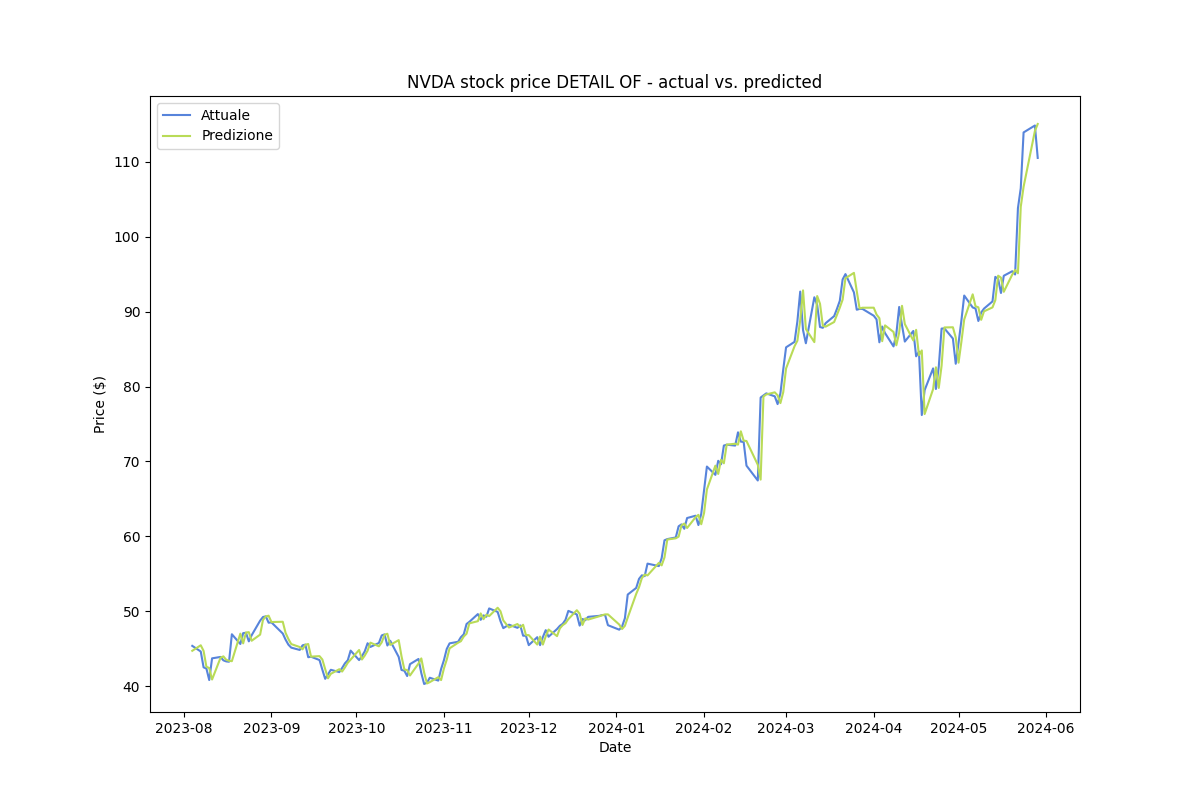 NVDA stock price DETAIL OF - actual vs. predicted
Attuale
Predizione
110
100
90
80
70
60
50
40
Price ($)
2023-08 2023-09 2023-10 2023-11 2023-12 2024-01 2024-02 2024-03 2024-04 2024-05 2024-06
Date